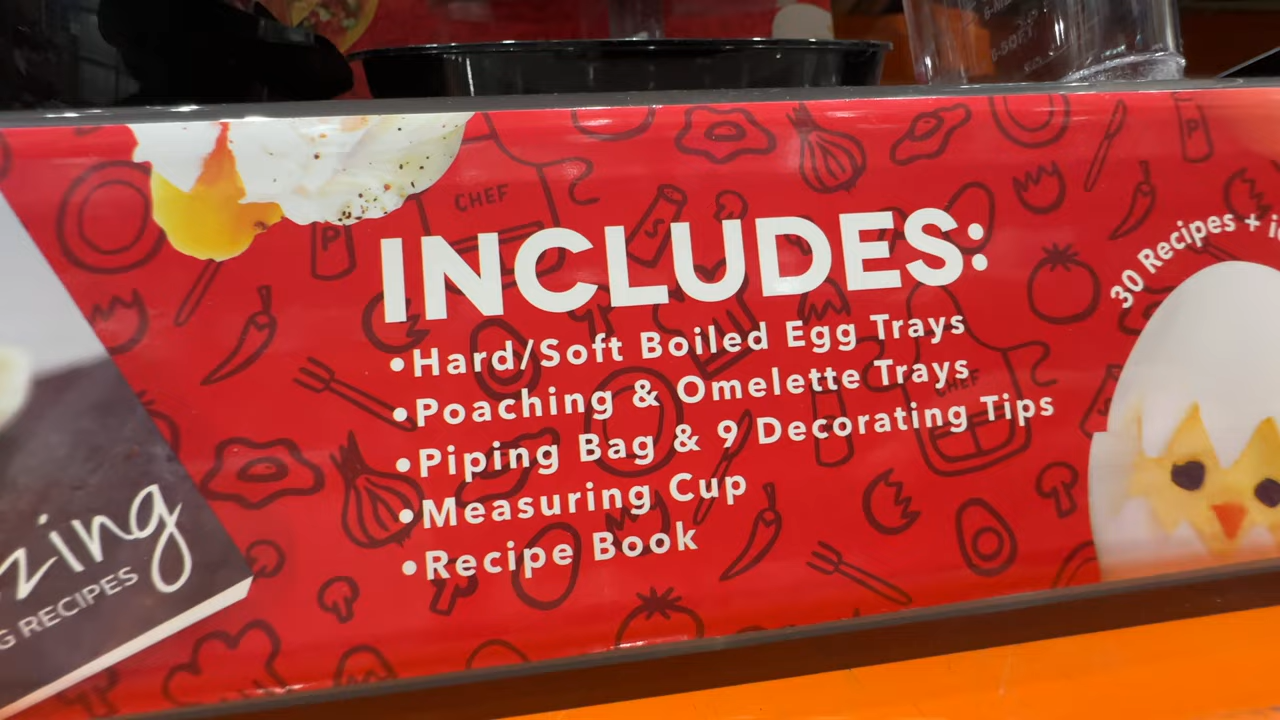 INCLUDES:
•Hard/Soft Boiled Egg Trays
•Poaching & Omelette Trays
•Piping Bag & 9 Decorating Tips
•Measuring Cup
•Recipe Book
30 Recipes +
zing
RECIPES
CHEF
CHEF
P
P
S